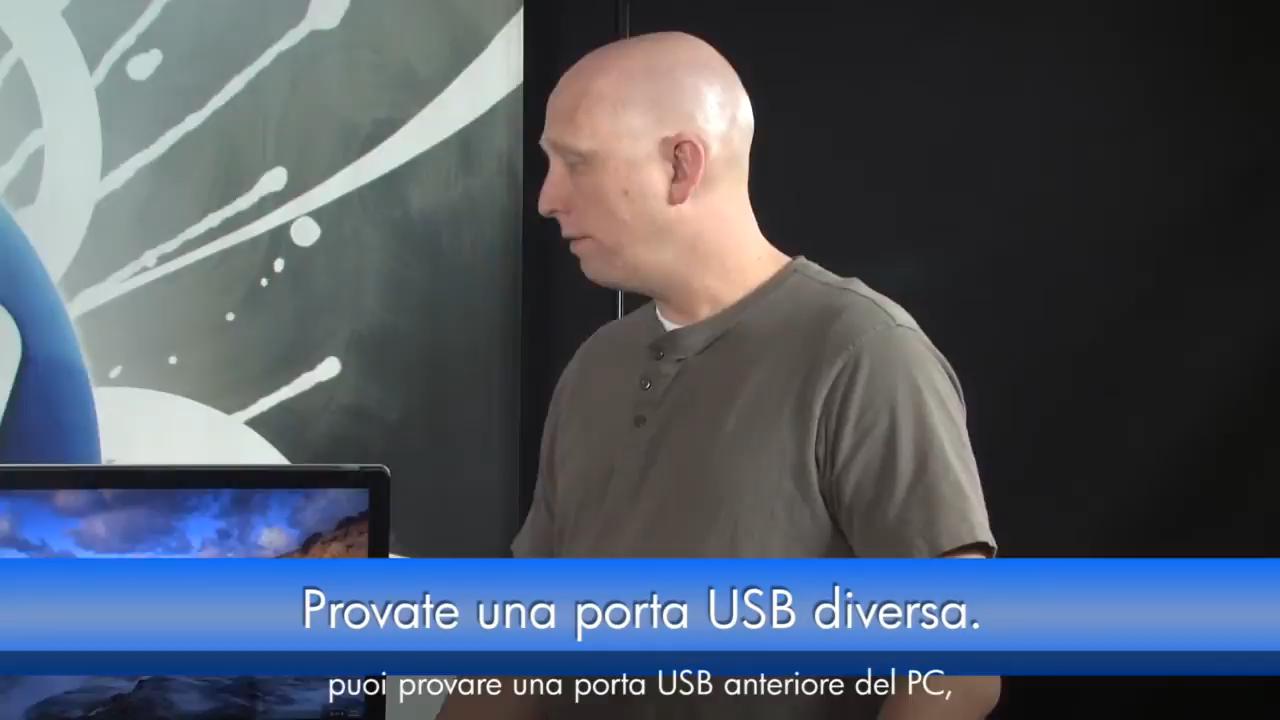 Provate una porta USB diversa.
puoi provare una porta USB anteriore del PC,